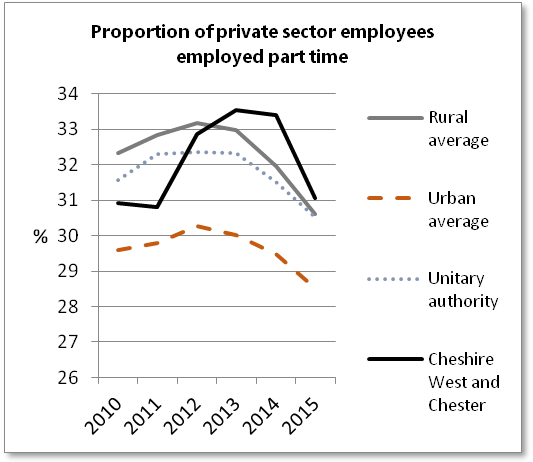 Proportion of private sector employees
employed part time
34
33
32
31
30
29
28
27
26
%
2010
2011
2012
2013
2014
2015
Rural
average
Urban
average
Unitary
authority
Cheshire
West and
Chester